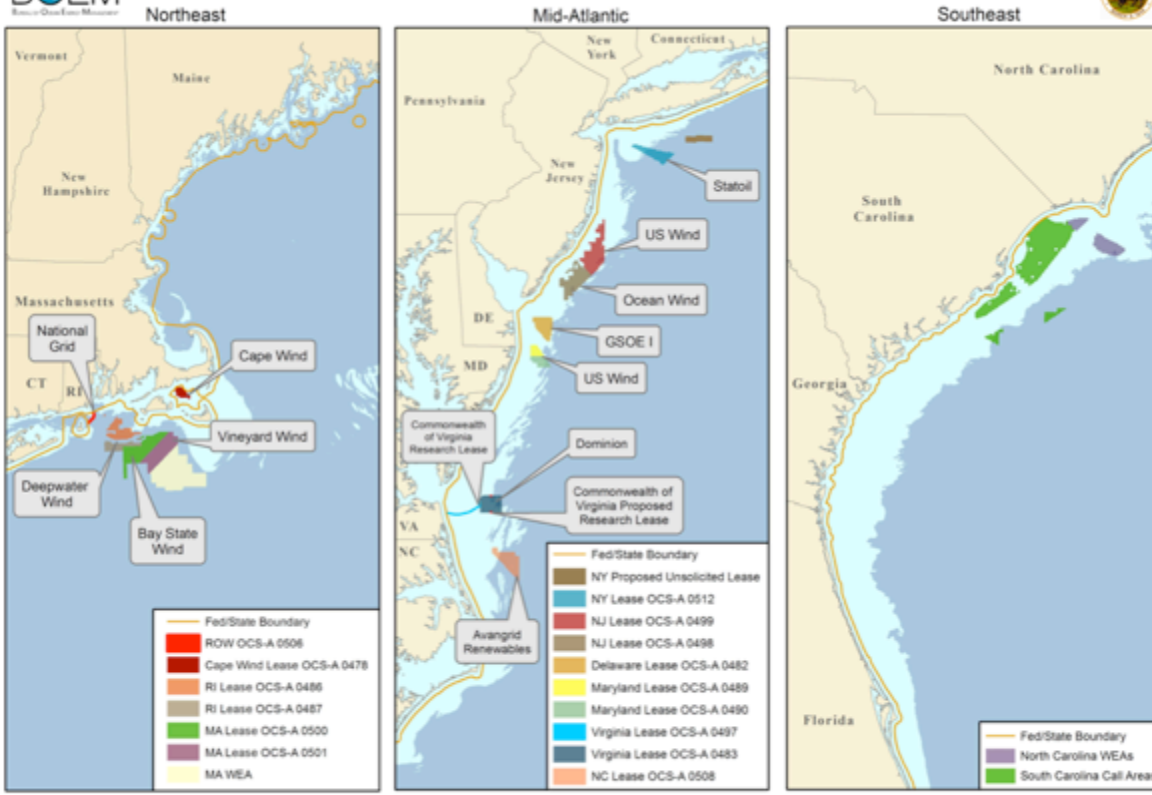 BOEM
Bureau of Ocean Energy Management
Northeast
Mid-Atlantic
Southeast
Vermont
Maine
New
Hampshire
Massachusetts
National
Grid
CT
RI
Cape Wind
Vineyard Wind
Deepwater
Wind
Bay State
Wind
Fed/State Boundary
ROW OCS-A 0506
Cape Wind Lease OCS-A 0478
RI Lease OCS-A 0486
RI Lease OCS-A 0487
MA Lease OCS-A 0500
MA Lease OCS-A 0501
MA WEA
New
York
Connecticut
Pennsylvania
New
Jersey
Statoil
US Wind
Ocean Wind
DE
GSOE I
MD
US Wind
Commonwealth
of Virginia
Research Lease
Dominion
Commonwealth of
Virginia Proposed
Research Lease
VA
NC
Avangrid
Renewables
Fed/State Boundary
NY Proposed Unsolicited Lease
NY Lease OCS-A 0512
NJ Lease OCS-A 0499
NJ Lease OCS-A 0498
Delaware Lease OCS-A 0482
Maryland Lease OCS-A 0489
Maryland Lease OCS-A 0490
Virginia Lease OCS-A 0497
Virginia Lease OCS-A 0483
NC Lease OCS-A 0508
North Carolina
South
Carolina
Georgia
Florida
Fed/State Boundary
North Carolina WEAs
South Carolina Call Areas